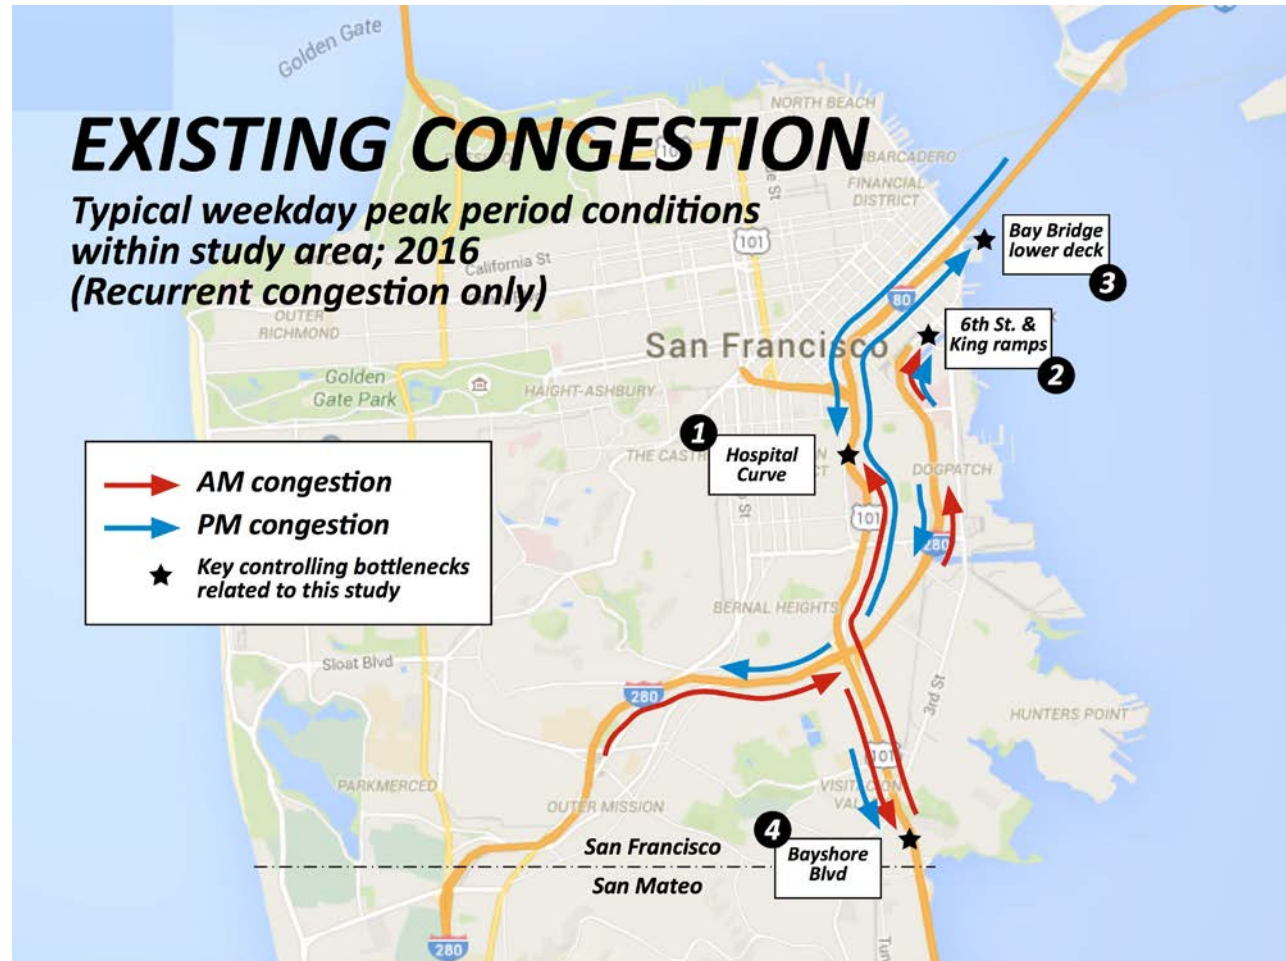 Golden Gate
EXISTING CONGESTION
Typical weekday peak period conditions
within study area; 2016
(Recurrent congestion only)
NORTH BEACH
EMBARCADERO
FINANCIAL
DISTRICT
101
California St
OUTER
RICHMOND
80
Bay Bridge
lower deck
3
6th St. &
King ramps
2
San Francisco
Golden
Gate Park
HAIGHT-ASHBURY
1
Hospital
Curve
THE CASTR
DOGPATCH
101
280
AM congestion
PM congestion
Key controlling bottlenecks
related to this study
BERNAL HEIGHTS
Sloat Blvd
280
3rd St
HUNTERS POINT
101
PARKMERCED
OUTER MISSION
VISITACION
VAL
4
Bayshore
Blvd
San Francisco
San Mateo
280
Tun